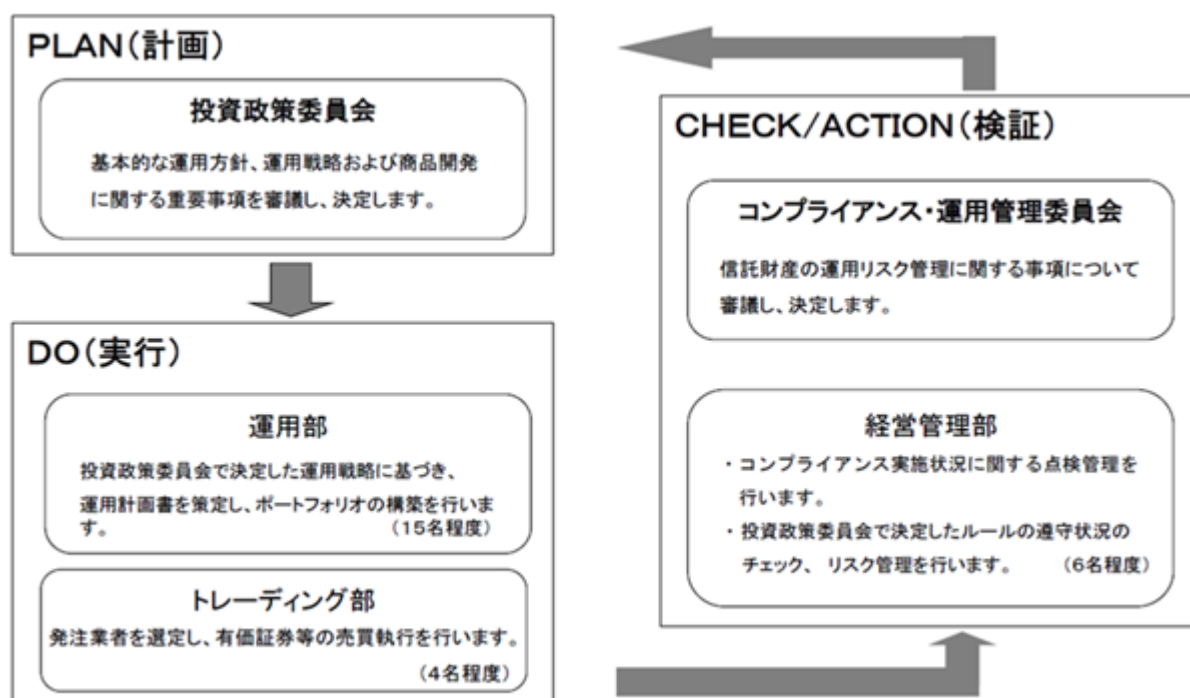 PLAN(計画)
投資政策委員会
基本的な運用方針、運用戦略および商品開発
に関する重要事項を審議し、決定します。
DO(実行)
運用部
投資政策委員会で決定した運用戦略に基づき、
運用計画書を策定し、ポートフォリオの構築を行いま
す。 (15名程度)
トレーディング部
発注業者を選定し、有価証券等の売買執行を行います。
(4名程度)
CHECK/ACTION(検証)
コンプライアンス・運用管理委員会
信託財産の運用リスク管理に関する事項について
審議し、決定します。
経営管理部
・コンプライアンス実施状況に関する点検管理を
行います。
・投資政策委員会で決定したルールの遵守状況の
チェック、 リスク管理を行います。 (6名程度)